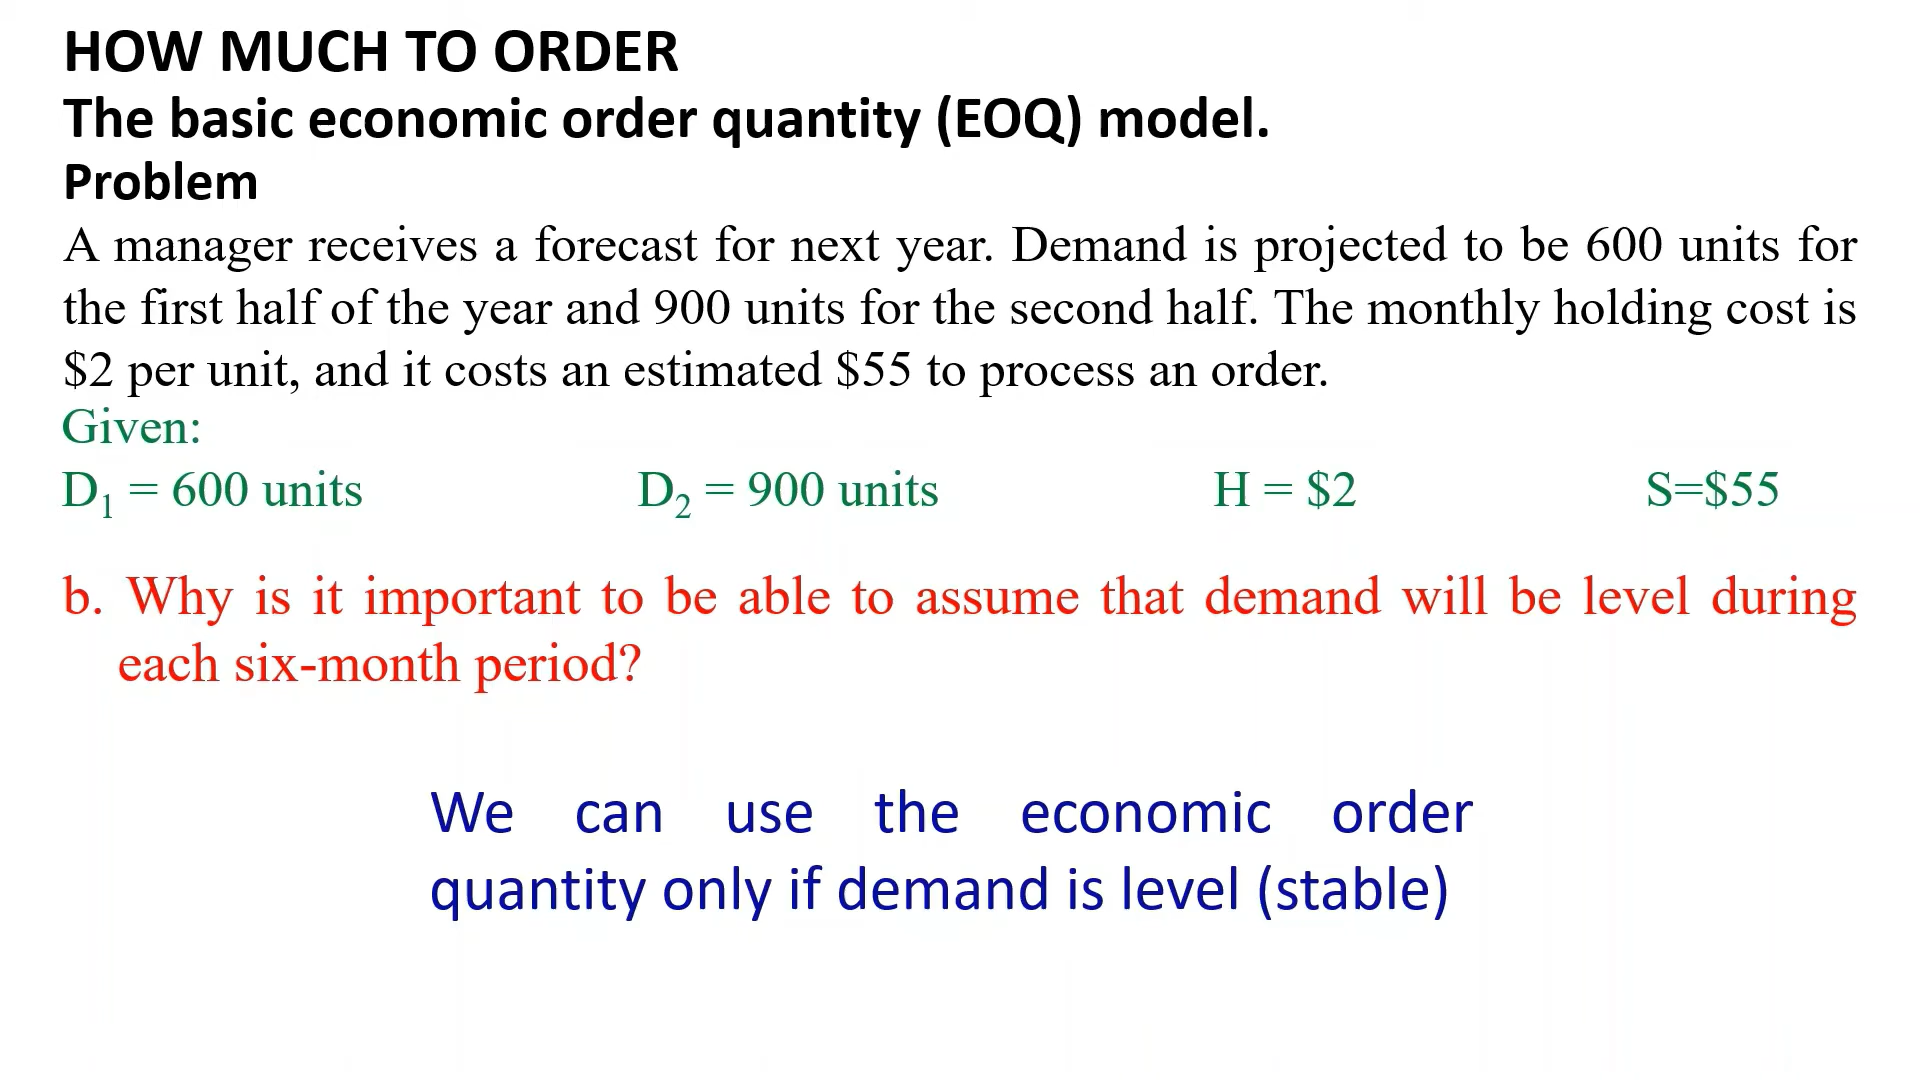 HOW MUCH TO ORDER
The basic economic order quantity (EOQ) model.
Problem
A manager receives a forecast for next year. Demand is projected to be 600 units for
the first half of the year and 900 units for the second half. The monthly holding cost is
$2 per unit, and it costs an estimated $55 to process an order.
Given:
D₁ = 600 units D₂ = 900 units H = $2 S=$55
b. Why is it important to be able to assume that demand will be level during
each six-month period?
We can use the economic order
quantity only if demand is level (stable)